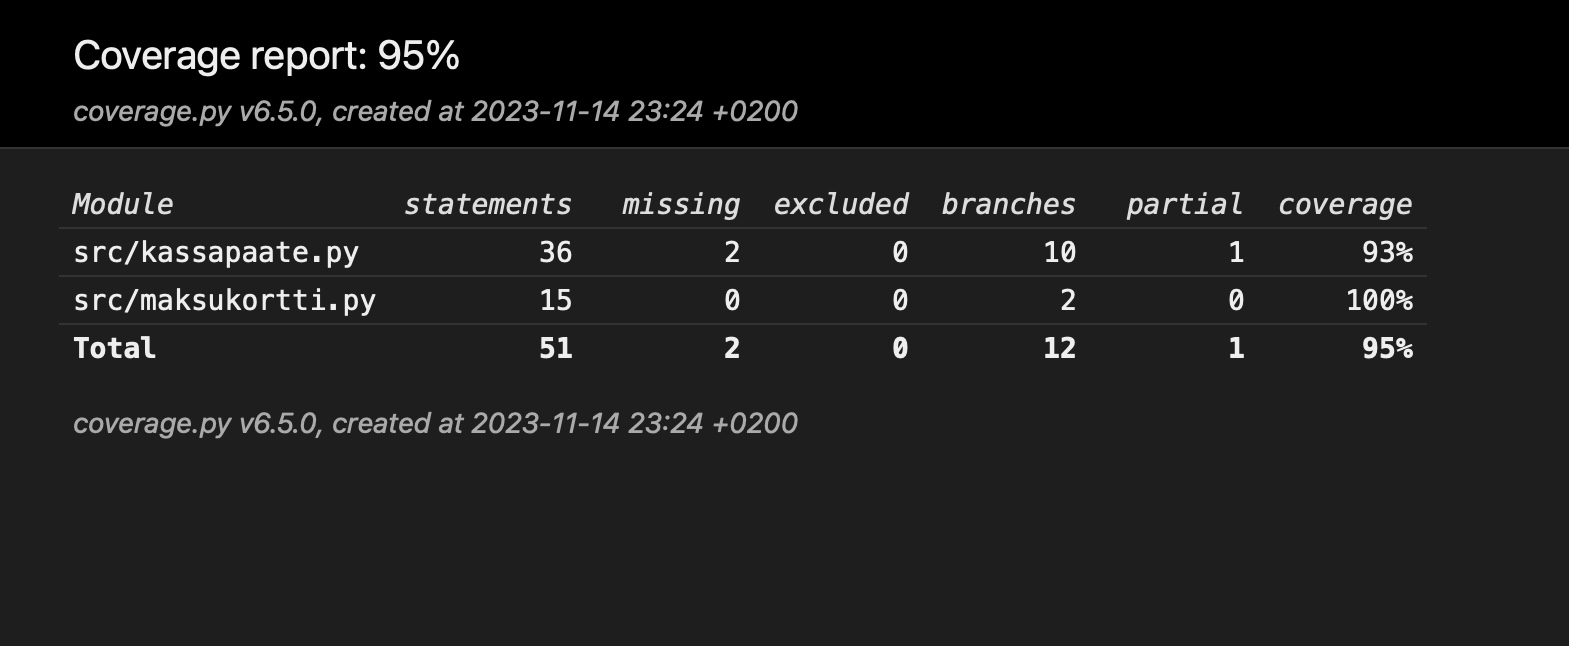 Coverage report: 95%
coverage.py v6.5.0, created at 2023-11-14 23:24 +0200
Module statements missing excluded branches partial coverage
src/kassapaate.py 36 2 0 10 1 93%
src/maksukortti.py 15 0 0 2 0 100%
Total 51 2 0 12 1 95%
coverage.py v6.5.0, created at 2023-11-14 23:24 +0200